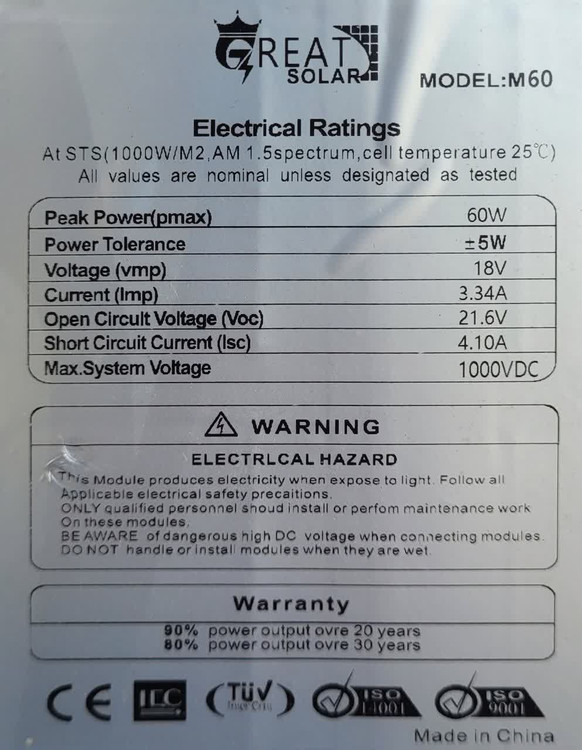 GREAT
SOLAR
MODEL:M60
Electrical Ratings
At STS(1000W/M2,AM 1.5spectrum,cell temperature 25℃)
All values are nominal unless designated as tested
Peak Power(pmax) 60W
Power Tolerance ±5W
Voltage (vmp) 18V
Current (Imp) 3.34A
Open Circuit Voltage (Voc) 21.6V
Short Circuit Current (Isc) 4.10A
Max.System Voltage 1000VDC
WARNING
ELECTRLCAL HAZARD
This Module produces electricity when expose to light. Follow all
Applicable electrical safety precaitions.
ONLY qualified personnel shoud install or perfom maintenance work
On these modules.
BE AWARE of dangerous high DC voltage when connecting modules.
DO NOT handle or install modules when they are wet.
Warranty
90% power output ovre 20 years
80% power output ovre 30 years
CE IEC TÜV ISO ISO
14001 9001
Made in China